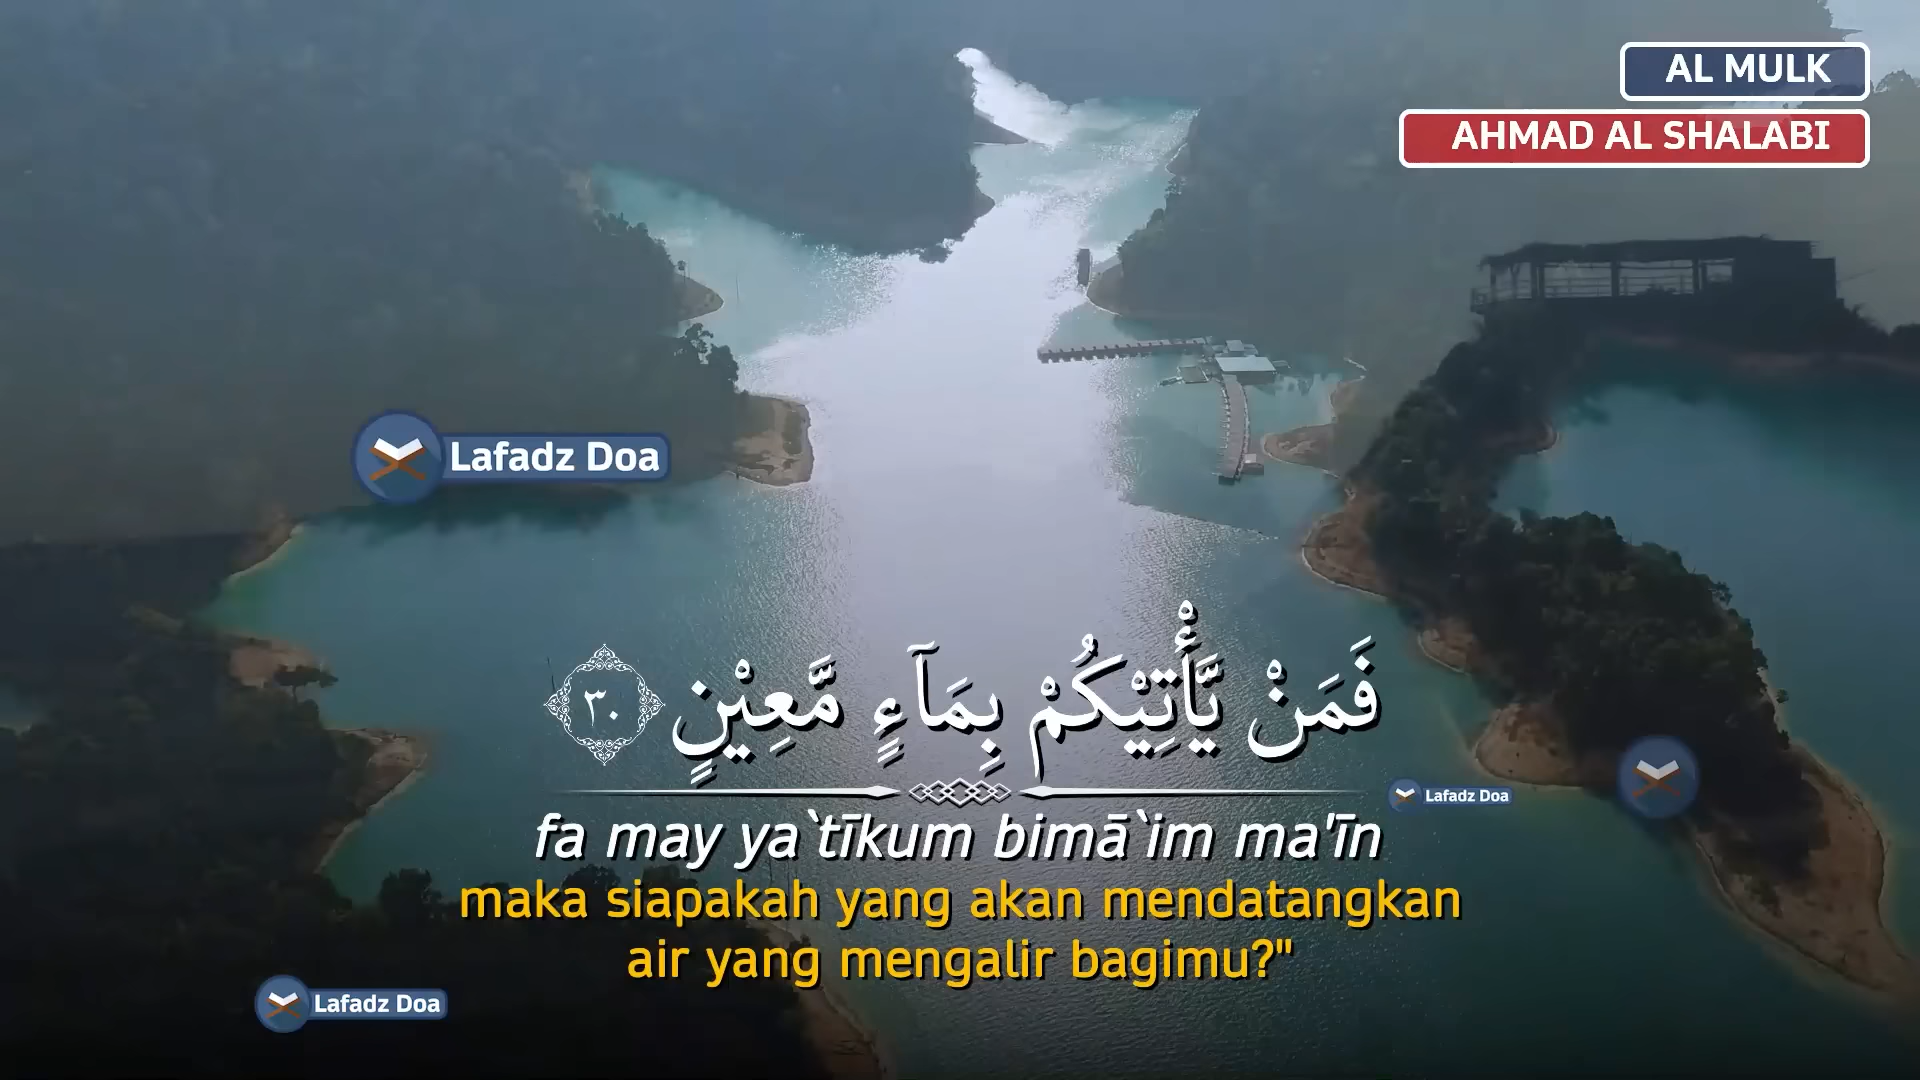 AL MULK
AHMAD AL SHALABI
Lafadz Doa
فَمَنْ يَّأْتِيْكُمْ بِمَآءٍ مَّعِيْنٍ ٣٠
Lafadz Doa
fa may ya`tīkum bimā`im ma'īn
maka siapakah yang akan mendatangkan
air yang mengalir bagimu?"
Lafadz Doa